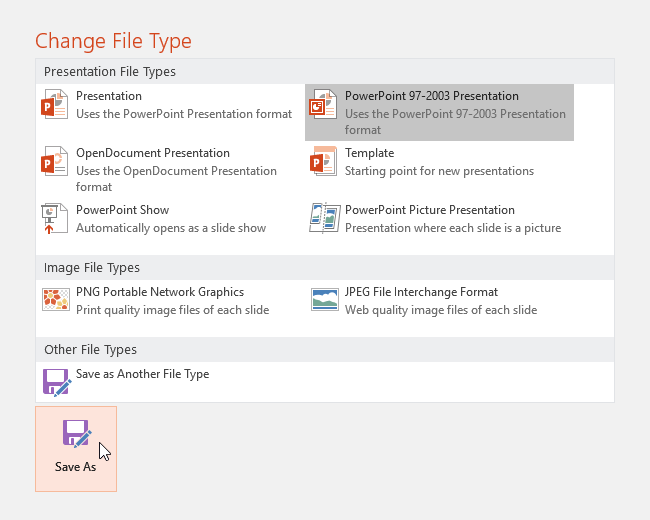 Change File Type
Presentation File Types
Presentation
Uses the PowerPoint Presentation format
PowerPoint 97-2003 Presentation
Uses the PowerPoint 97-2003 Presentation
format
OpenDocument Presentation
Uses the OpenDocument Presentation
format
Template
Starting point for new presentations
PowerPoint Show
Automatically opens as a slide show
PowerPoint Picture Presentation
Presentation where each slide is a picture
Image File Types
PNG Portable Network Graphics
Print quality image files of each slide
JPEG File Interchange Format
Web quality image files of each slide
Other File Types
Save as Another File Type
Save As